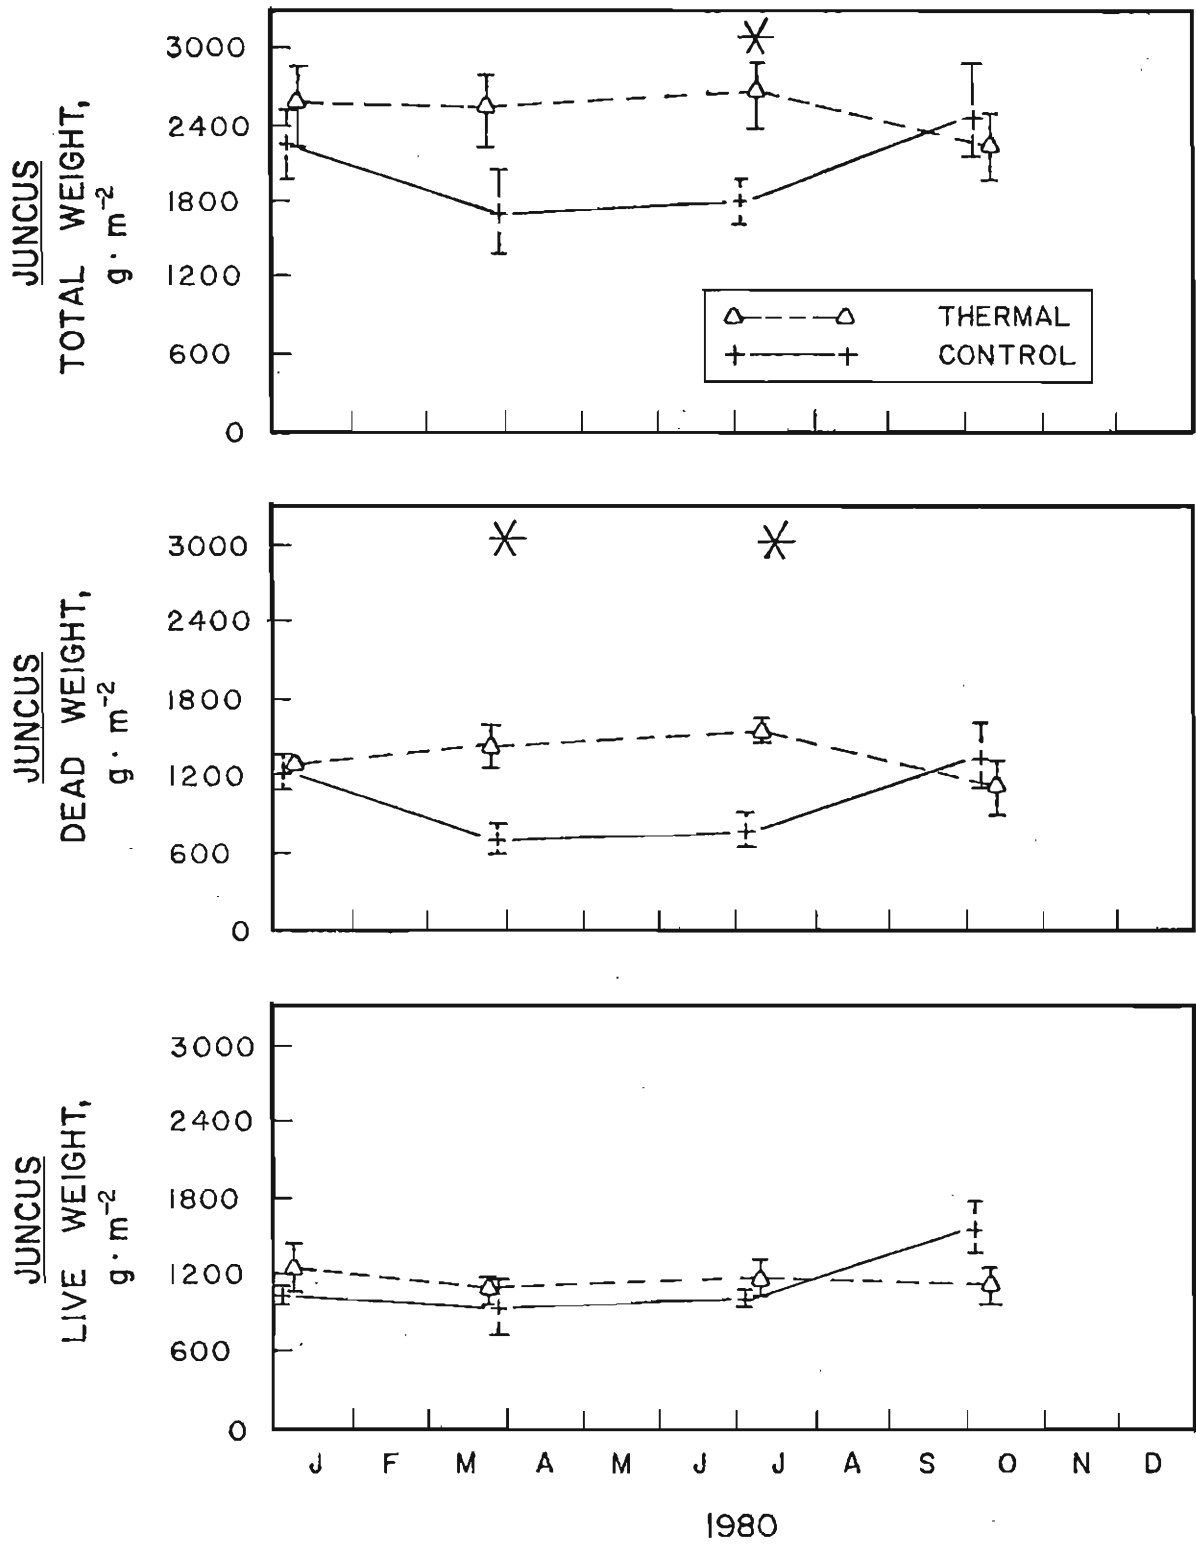 JUNCUS
TOTAL WEIGHT,
g · m⁻²
3000
2400
1800
1200
600
0
THERMAL
CONTROL
JUNCUS
DEAD WEIGHT,
g · m⁻²
3000
2400
1800
1200
600
0
JUNCUS
LIVE WEIGHT,
g · m⁻²
3000
2400
1800
1200
600
0
J F M A M J J A S O N D
1980